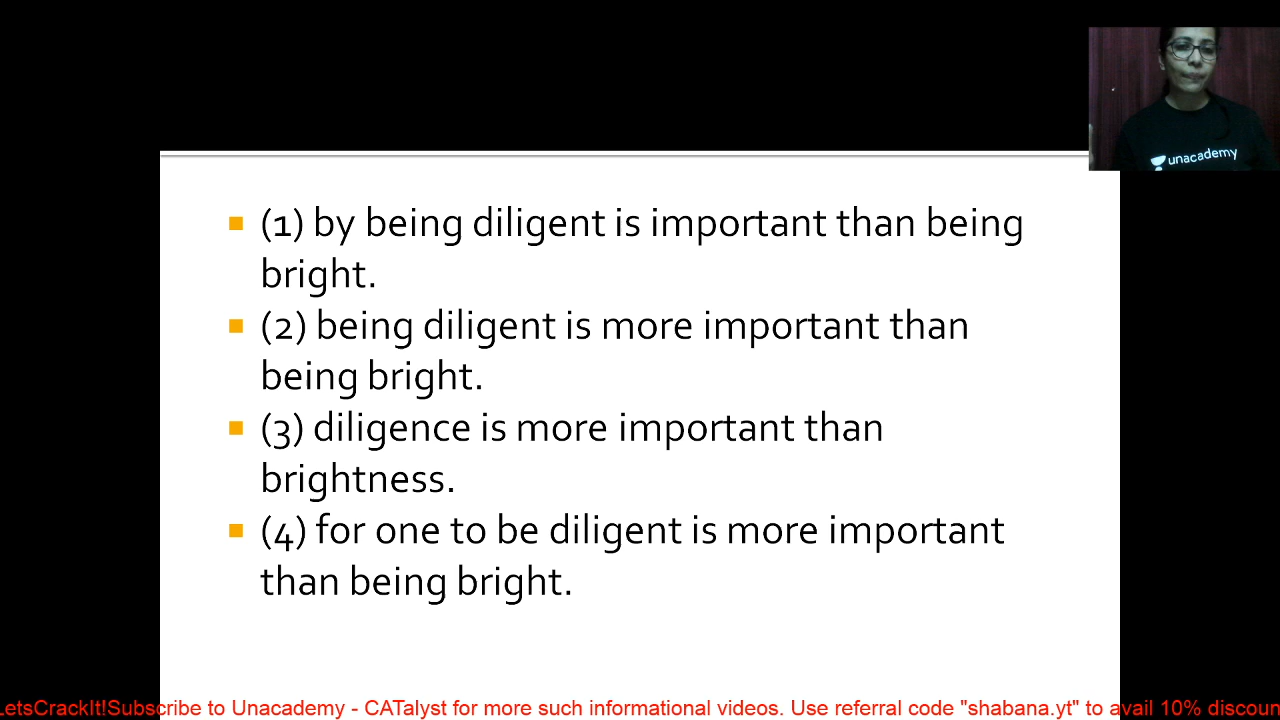 unacademy
(1) by being diligent is important than being
bright.
(2) being diligent is more important than
being bright.
(3) diligence is more important than
brightness.
(4) for one to be diligent is more important
than being bright.
LetsCrackIt!Subscribe to Unacademy - CATalyst for more such informational videos. Use referral code "shabana.yt" to avail 10% discoun